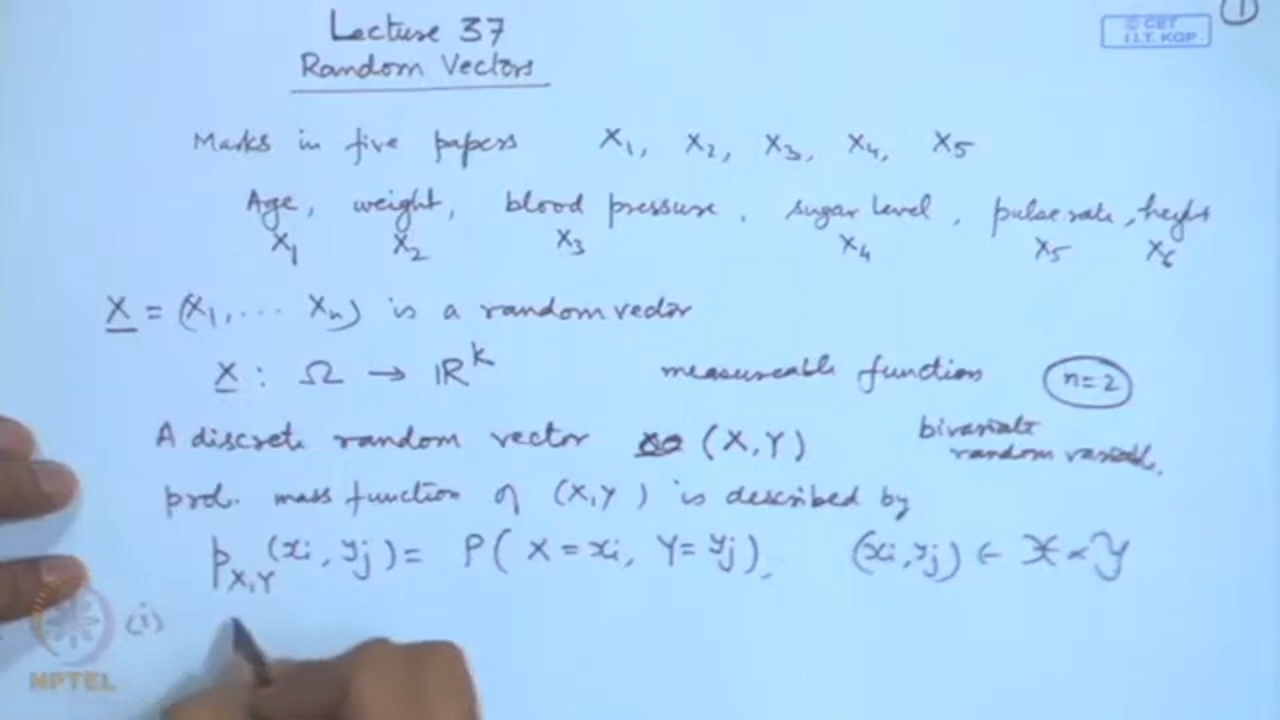 1
© CET
I.I.T. KGP
Lecture 37
Random Vectors
Marks in five papers X₁, X₂, X₃, X₄, X₅
Age, weight, blood pressure, sugar level, pulse rate, height
X₁ X₂ X₃ X₄ X₅ X₆
X = (X₁, ... Xₙ) is a random vector
X : Ω → ℝᵏ measureable function n=2
A discrete random vector (X,Y) bivariate
random variable.
prob. mass function of (X,Y) is described by
p_{X,Y}(xᵢ, yⱼ) = P(X = xᵢ, Y = yⱼ), (xᵢ, yⱼ) ∈ 𝒳 × 𝒴
(i)
NPTEL